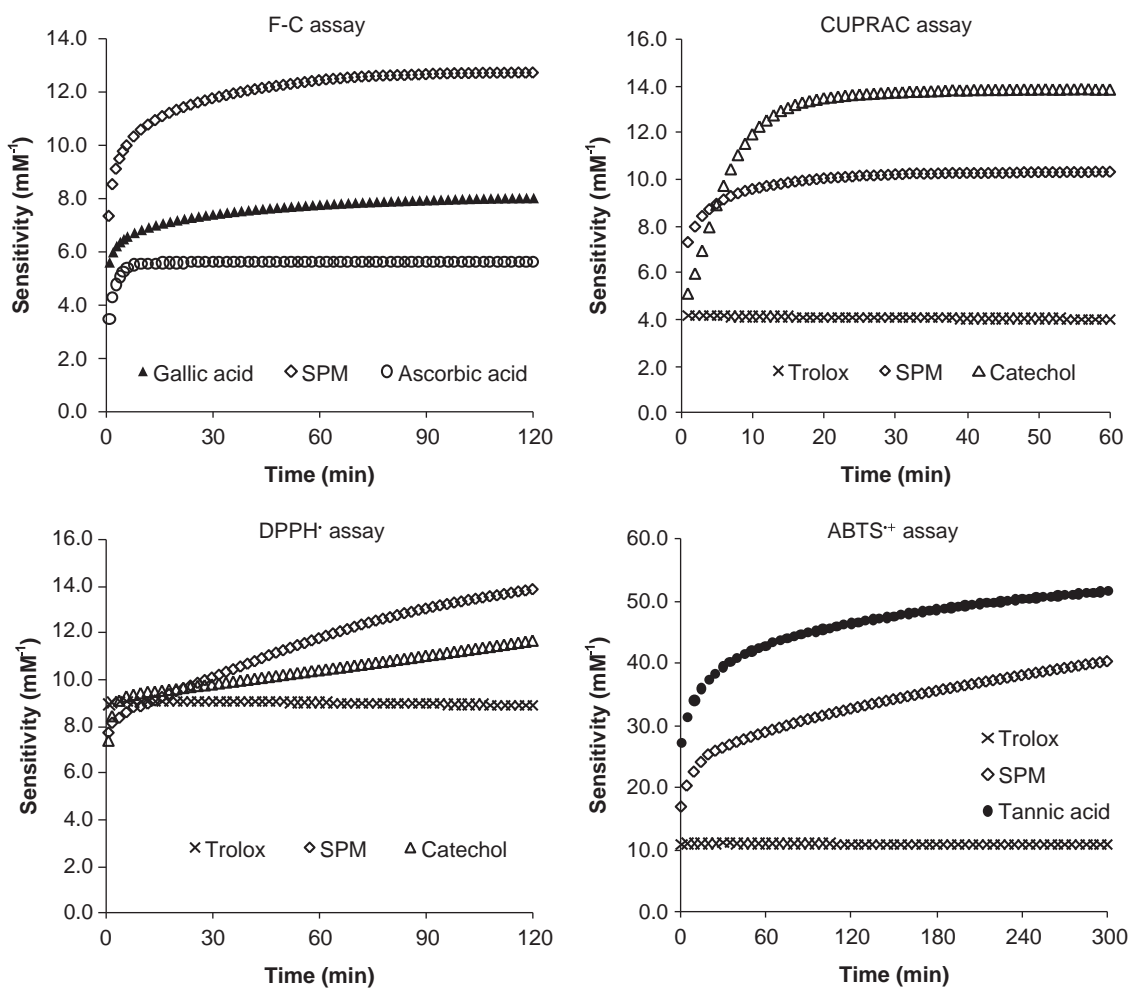 F-C assay
14.0
12.0
10.0
8.0
6.0
4.0
2.0
0.0
Sensitivity (mM⁻¹)
Gallic acid SPM Ascorbic acid
0 30 60 90 120
Time (min)
CUPRAC assay
16.0
14.0
12.0
10.0
8.0
6.0
4.0
2.0
0.0
Sensitivity (mM⁻¹)
Trolox SPM Catechol
0 10 20 30 40 50 60
Time (min)
DPPH· assay
16.0
14.0
12.0
10.0
8.0
6.0
4.0
2.0
0.0
Sensitivity (mM⁻¹)
Trolox SPM Catechol
0 30 60 90 120
Time (min)
ABTS·⁺ assay
60.0
50.0
40.0
30.0
20.0
10.0
0.0
Sensitivity (mM⁻¹)
Trolox
SPM
Tannic acid
0 60 120 180 240 300
Time (min)